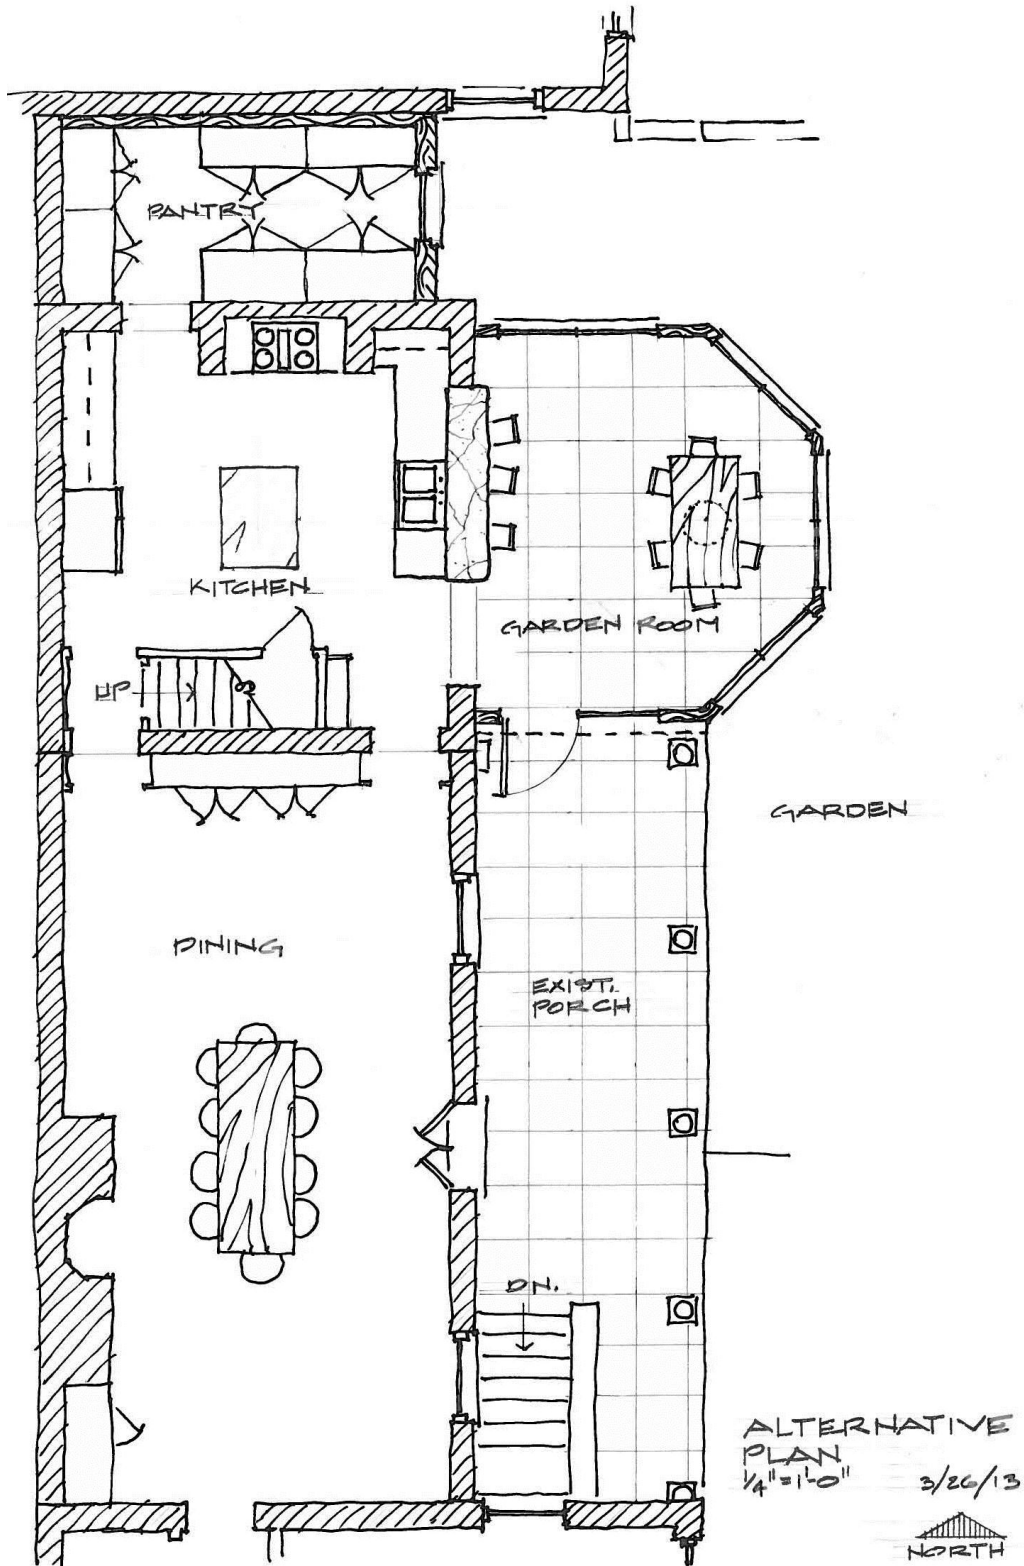 PANTRY
KITCHEN
GARDEN ROOM
UP
GARDEN
DINING
EXIST.
PORCH
DN.
ALTERNATIVE
PLAN
1/4"=1'-0" 3/26/13
NORTH